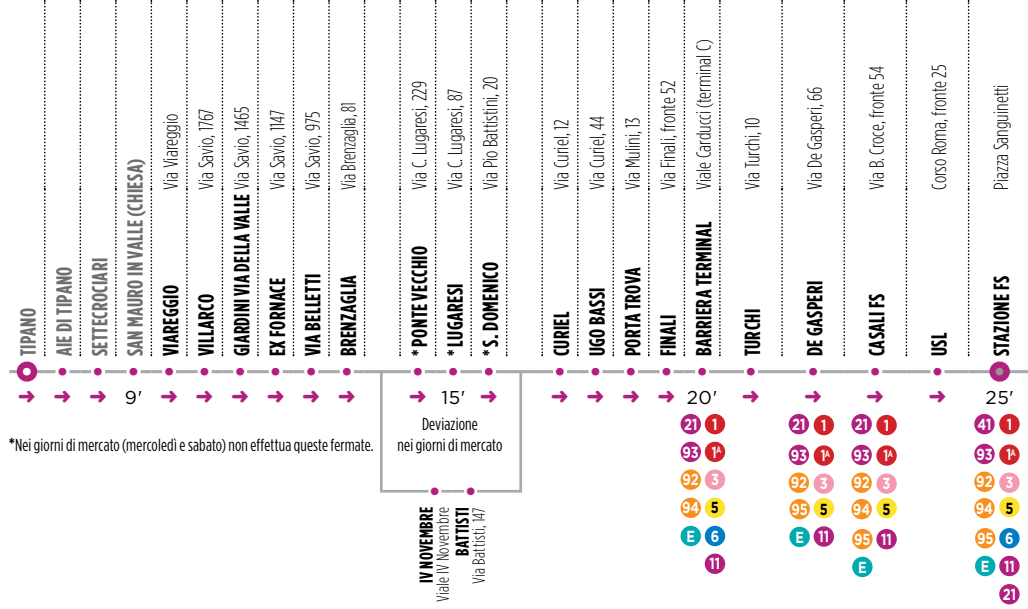 TIPANO
AIE DI TIPANO
SETTECROCIARI
SAN MAURO IN VALLE (CHIESA)
VIAREGGIO Via Viareggio
VILLARCO Via Savio, 1767
GIARDINI VIA DELLA VALLE Via Savio, 1465
EX FORNACE Via Savio, 1147
VIA BELLETTI Via Savio, 975
BRENZAGLIA Via Brenzaglia, 81
* PONTE VECCHIO Via C. Lugaresi, 229
* LUGARESI Via C. Lugaresi, 87
* S. DOMENICO Via Pio Battistini, 20
CURIEL Via Curiel, 12
UGO BASSI Via Curiel, 44
PORTA TROVA Via Mulini, 13
FINALI Via Finali, fronte 52
BARRIERA TERMINAL Viale Carducci (terminal C)
TURCHI Via Turchi, 10
DE GASPERI Via De Gasperi, 66
CASALI FS Via B. Croce, fronte 54
USL Corso Roma, fronte 25
STAZIONE FS Piazza Sanguinetti
9' 15' 20' 25'
*Nei giorni di mercato (mercoledì e sabato) non effettua queste fermate.
Deviazione
nei giorni di mercato
IV NOVEMBRE
Viale IV Novembre
BATTISTI
Via Battisti, 147
21 1
93 1A
92 3
94 5
E 6
11
21 1
93 1A
92 3
95 5
E 11
21 1
93 1A
92 3
94 5
95 11
E
41 1
93 1A
92 3
94 5
95 6
E 11
21